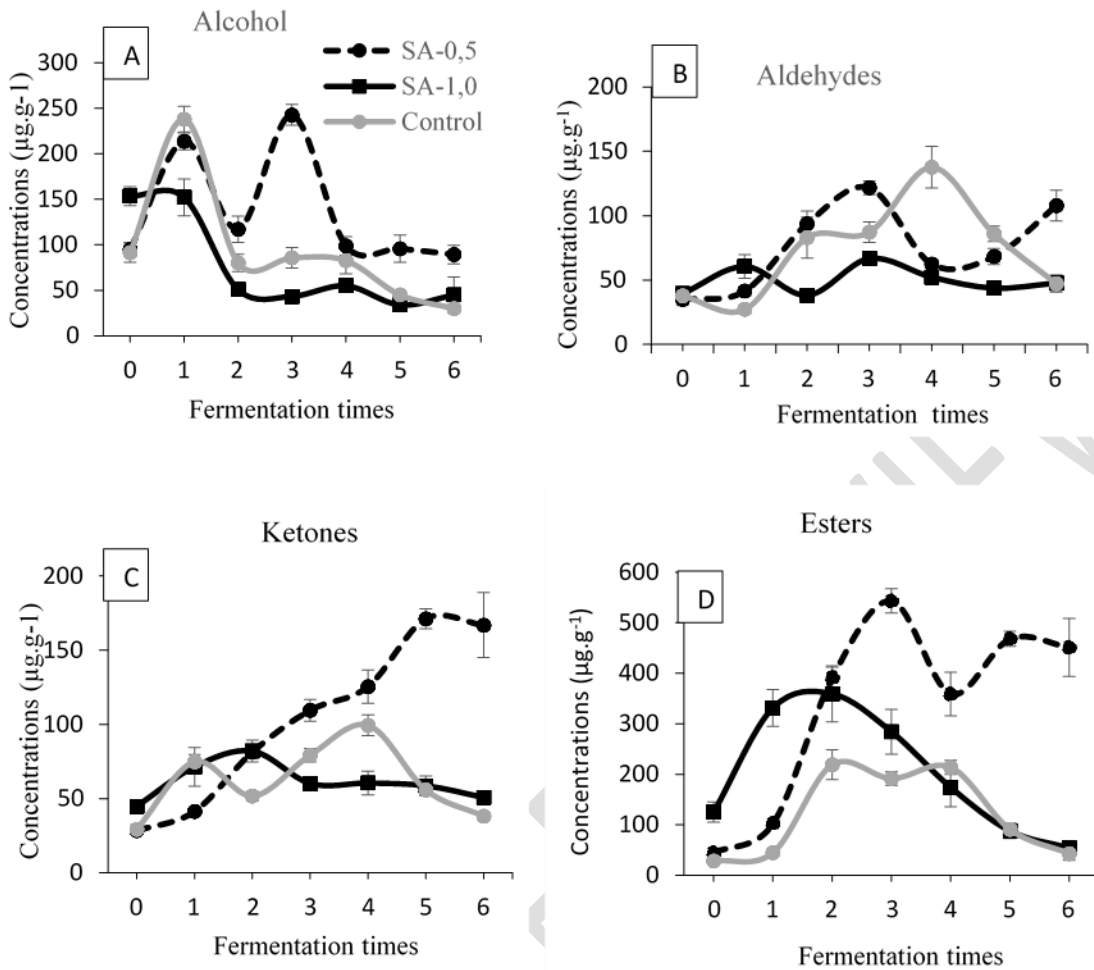 Alcohol
A
SA-0,5
SA-1,0
Control
Concentrations (µg.g-1)
300
250
200
150
100
50
0
0 1 2 3 4 5 6
Fermentation times
B
Aldehydes
Concentrations (µg.g-1)
200
150
100
50
0
0 1 2 3 4 5 6
Fermentation times
Ketones
C
Concentrations (µg.g-1)
200
150
100
50
0
0 1 2 3 4 5 6
Fermentation times
Esters
D
Concentrations (µg.g-1)
600
500
400
300
200
100
0
0 1 2 3 4 5 6
Fermentation times